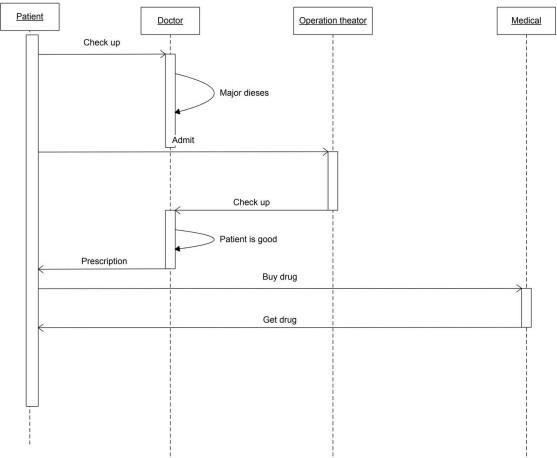 Patient
Doctor
Operation theator
Medical
Check up
Major dieses
Admit
Check up
Patient is good
Prescription
Buy drug
Get drug